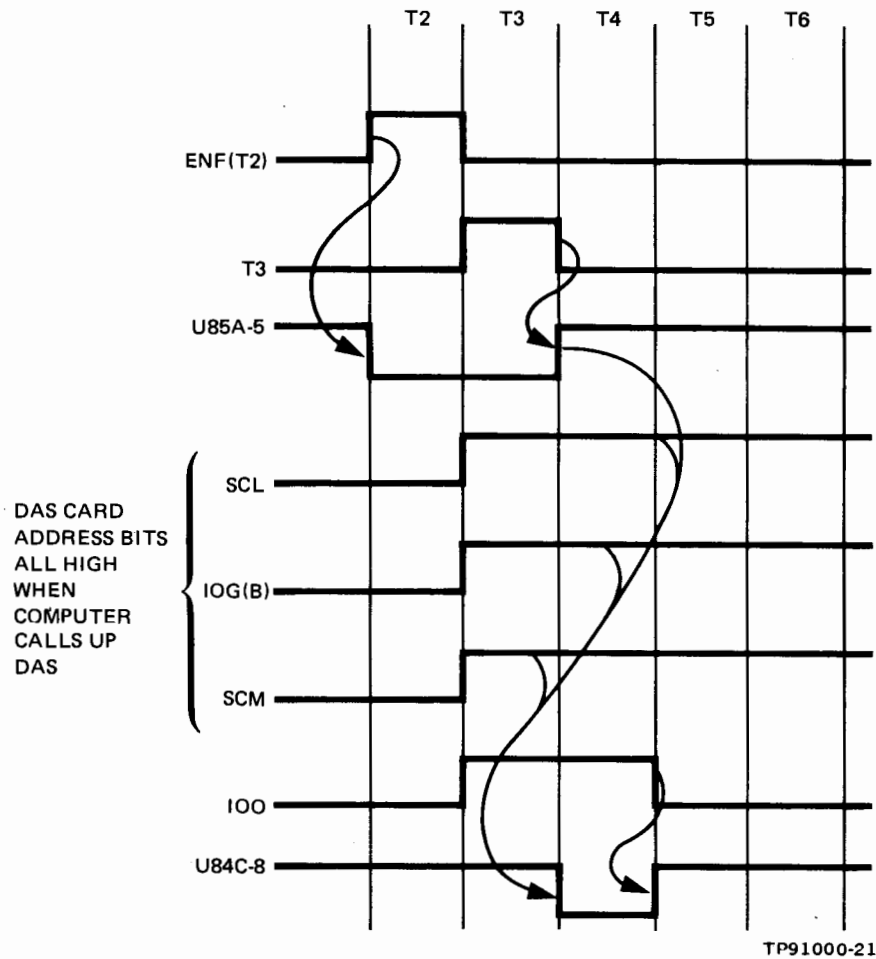 T2 T3 T4 T5 T6
ENF(T2)
T3
U85A-5
SCL
DAS CARD
ADDRESS BITS
ALL HIGH
WHEN
COMPUTER
CALLS UP
DAS
IOG(B)
SCM
IOO
U84C-8
TP91000-21